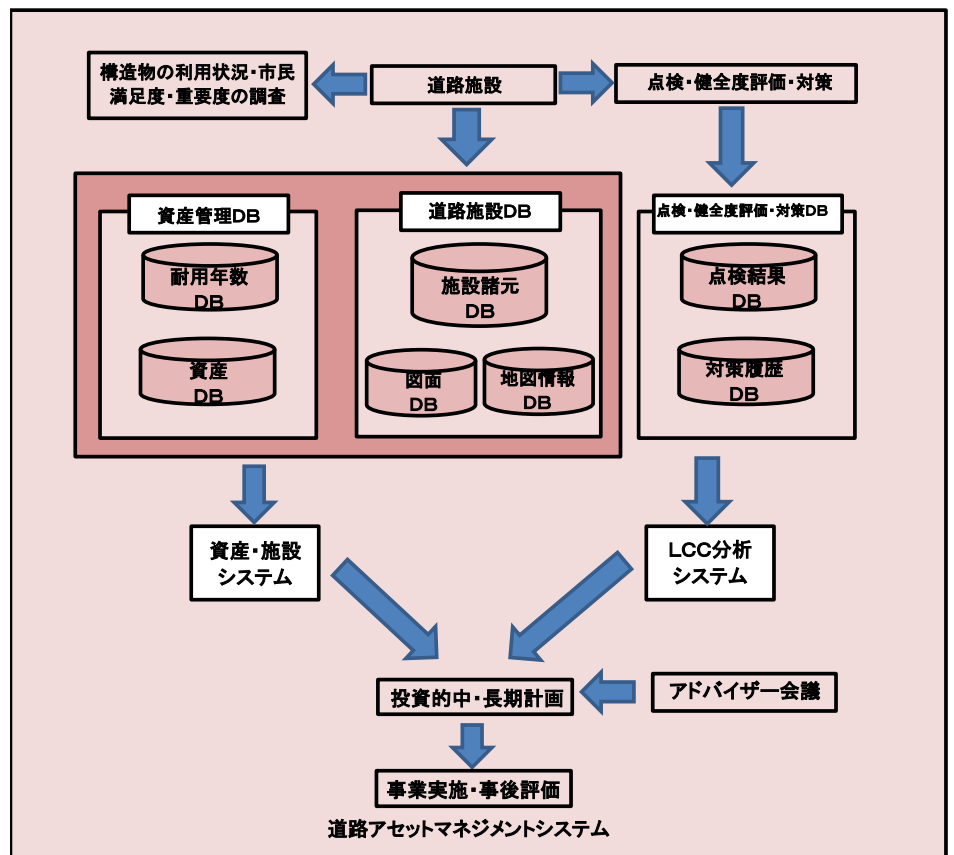 構造物の利用状況・市民
満足度・重要度の調査
道路施設
点検・健全度評価・対策
資産管理DB
道路施設DB
点検・健全度評価・対策DB
耐用年数
DB
施設諸元
DB
点検結果
DB
資産
DB
図面
DB
地図情報
DB
対策履歴
DB
資産・施設
システム
LCC分析
システム
投資的中・長期計画
アドバイザー会議
事業実施・事後評価
道路アセットマネジメントシステム